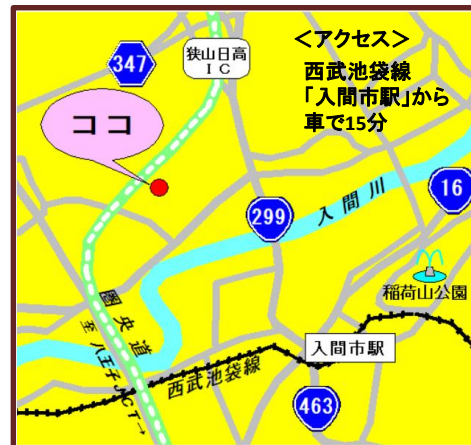 ＜アクセス＞
西武池袋線
「入間市駅」から
車で15分
狭山日高
ＩＣ
347
ココ
299
入間川
16
稲荷山公園
圏央道
至 八王子JCT→
西武池袋線
入間市駅
463